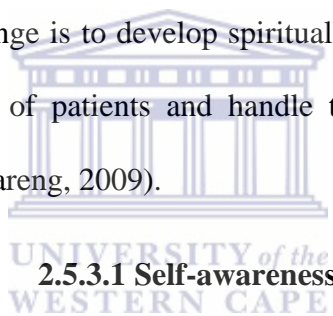 nge is to develop spiritual
of patients and handle t
areng, 2009).
UNIVERSITY of the
2.5.3.1 Self-awareness
WESTERN CAPE